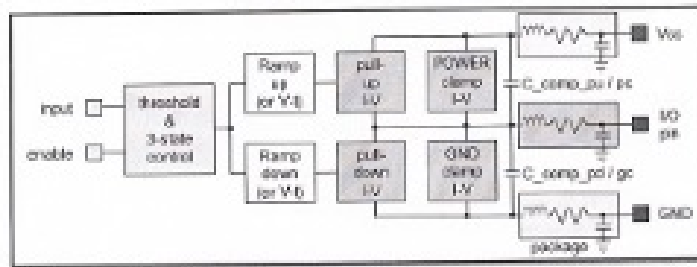 input
enable
threshold
&
3-state
control
Ramp
up
(or V-t)
Ramp
down
(or V-t)
pull-
up
I-V
pull-
down
I-V
POWER
clamp
I-V
GND
clamp
I-V
C_comp_pu / pc
C_comp_pd / gc
Vcc
I/O
pin
GND
package